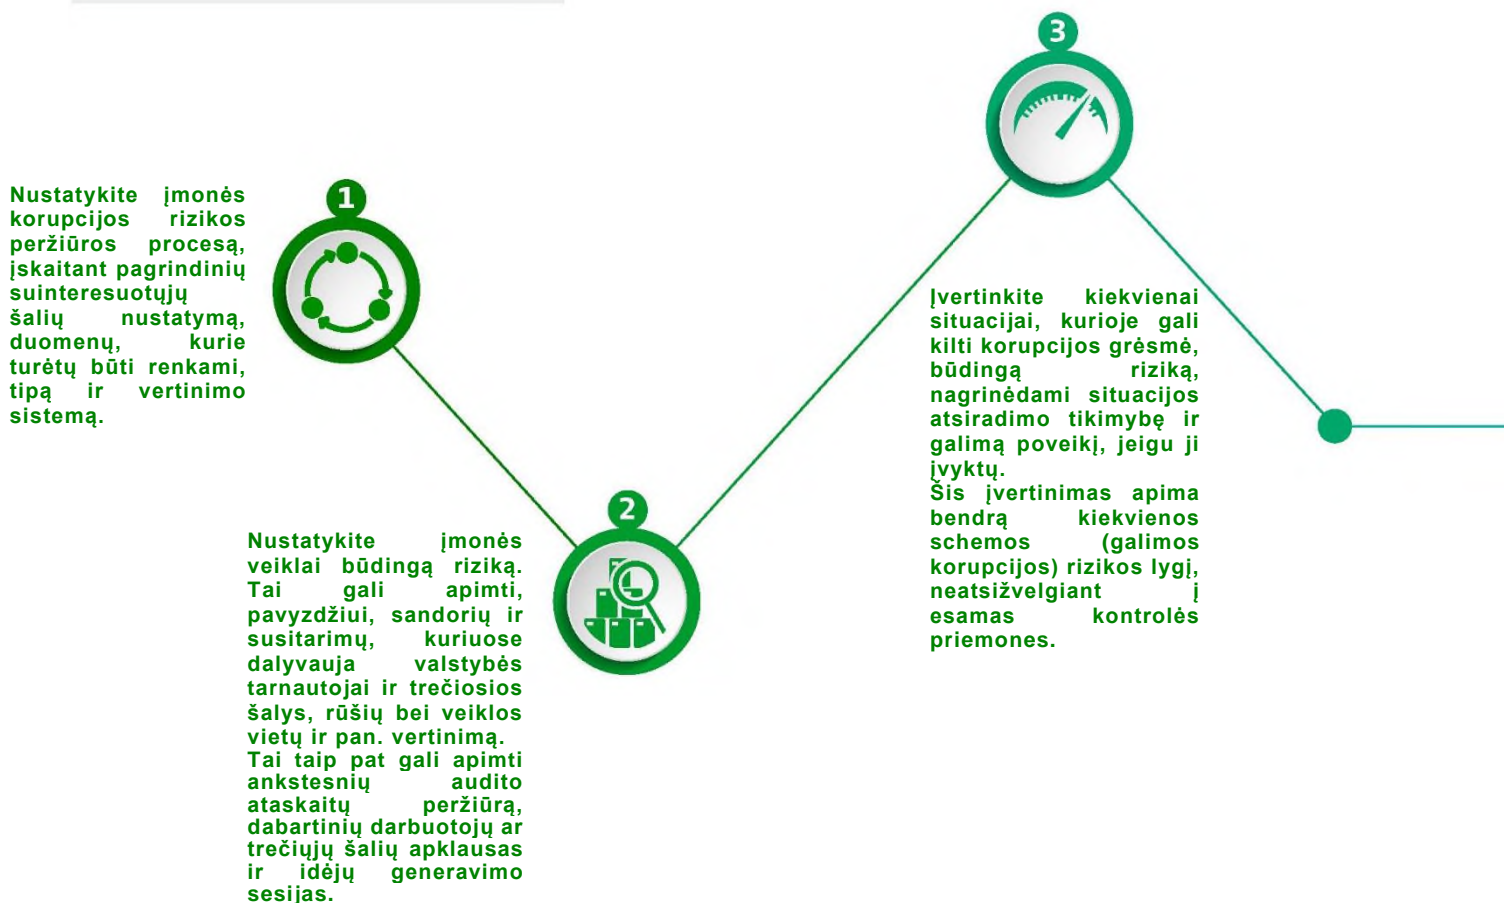 1
Nustatykite įmonės
korupcijos rizikos
peržiūros procesą,
įskaitant pagrindinių
suinteresuotųjų
šalių nustatymą,
duomenų, kurie
turėtų būti renkami,
tipą ir vertinimo
sistemą.
2
Nustatykite įmonės
veiklai būdingą riziką.
Tai gali apimti,
pavyzdžiui, sandorių ir
susitarimų, kuriuose
dalyvauja valstybės
tarnautojai ir trečiosios
šalys, rūšių bei veiklos
vietų ir pan. vertinimą.
Tai taip pat gali apimti
ankstesnių audito
ataskaitų peržiūrą,
dabartinių darbuotojų ar
trečiųjų šalių apklausas
ir idėjų generavimo
sesijas.
3
Įvertinkite kiekvienai
situacijai, kurioje gali
kilti korupcijos grėsmė,
būdingą riziką,
nagrinėdami situacijos
atsiradimo tikimybę ir
galimą poveikį, jeigu ji
įvyktų.
Šis įvertinimas apima
bendrą kiekvienos
schemos (galimos
korupcijos) rizikos lygį,
neatsižvelgiant į
esamas kontrolės
priemones.